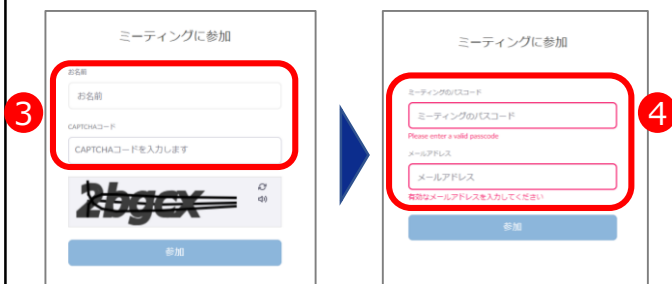 ミーティングに参加
お名前
お名前
CAPTCHAコード
CAPTCHAコードを入力します
2bgcx
参加
3
ミーティングに参加
ミーティングのパスコード
ミーティングのパスコード
Please enter a valid passcode
メールアドレス
メールアドレス
有効なメールアドレスを入力してください
参加
4